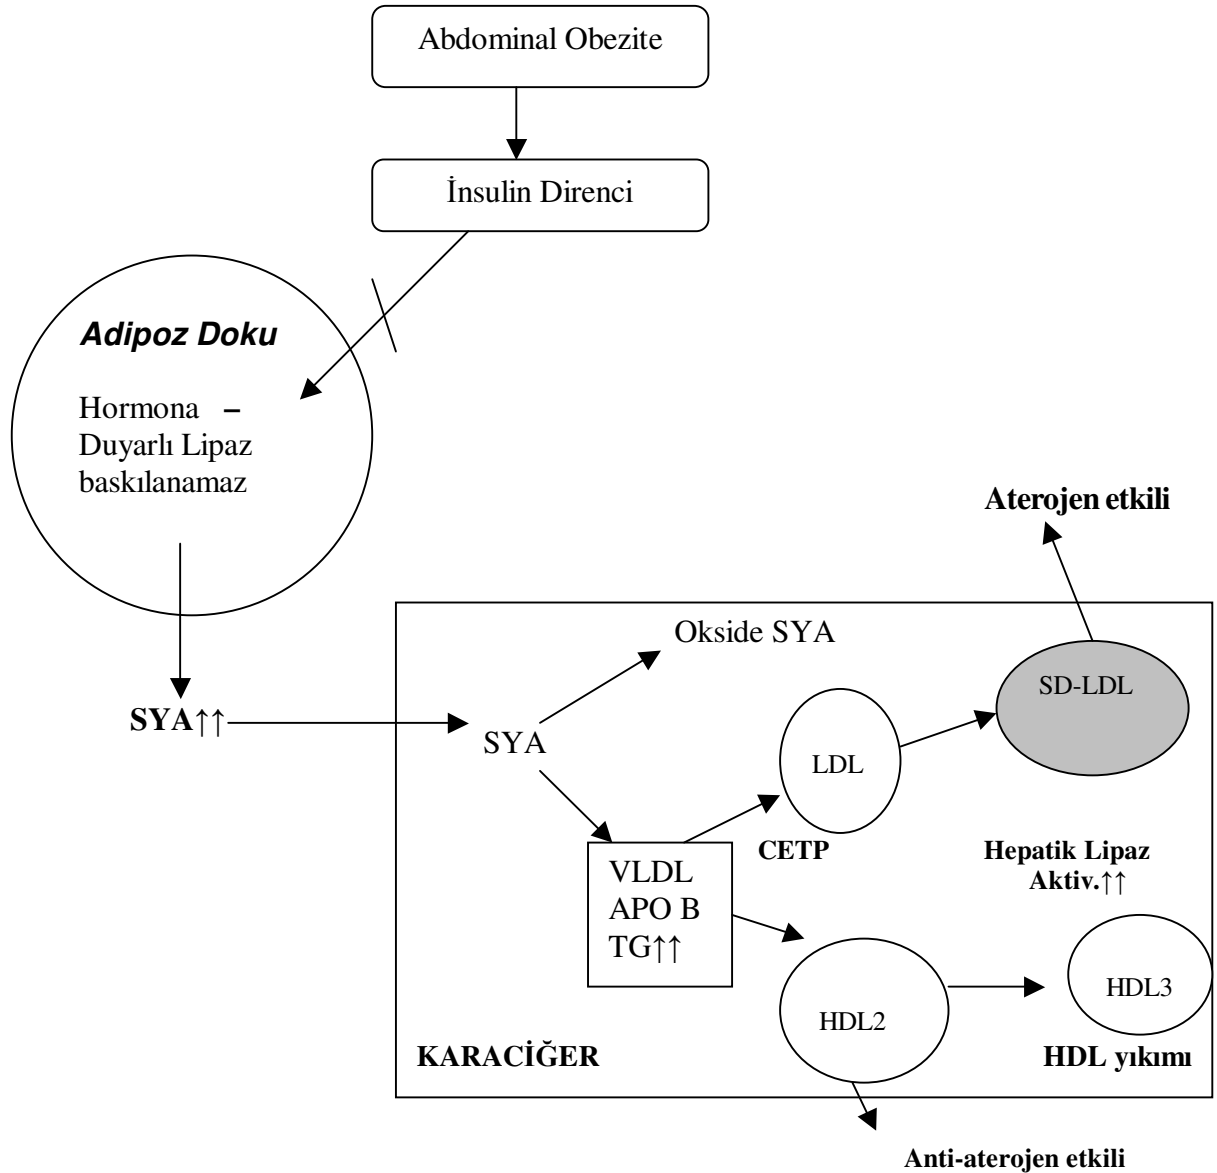 Abdominal Obezite
İnsulin Direnci
Adipoz Doku
Hormona –
Duyarlı Lipaz
baskılanamaz
Aterojen etkili
Okside SYA
SD-LDL
SYA↑↑
SYA
LDL
CETP
Hepatik Lipaz
Aktiv.↑↑
VLDL
APO B
TG↑↑
HDL2
HDL3
KARACİĞER
HDL yıkımı
Anti-aterojen etkili